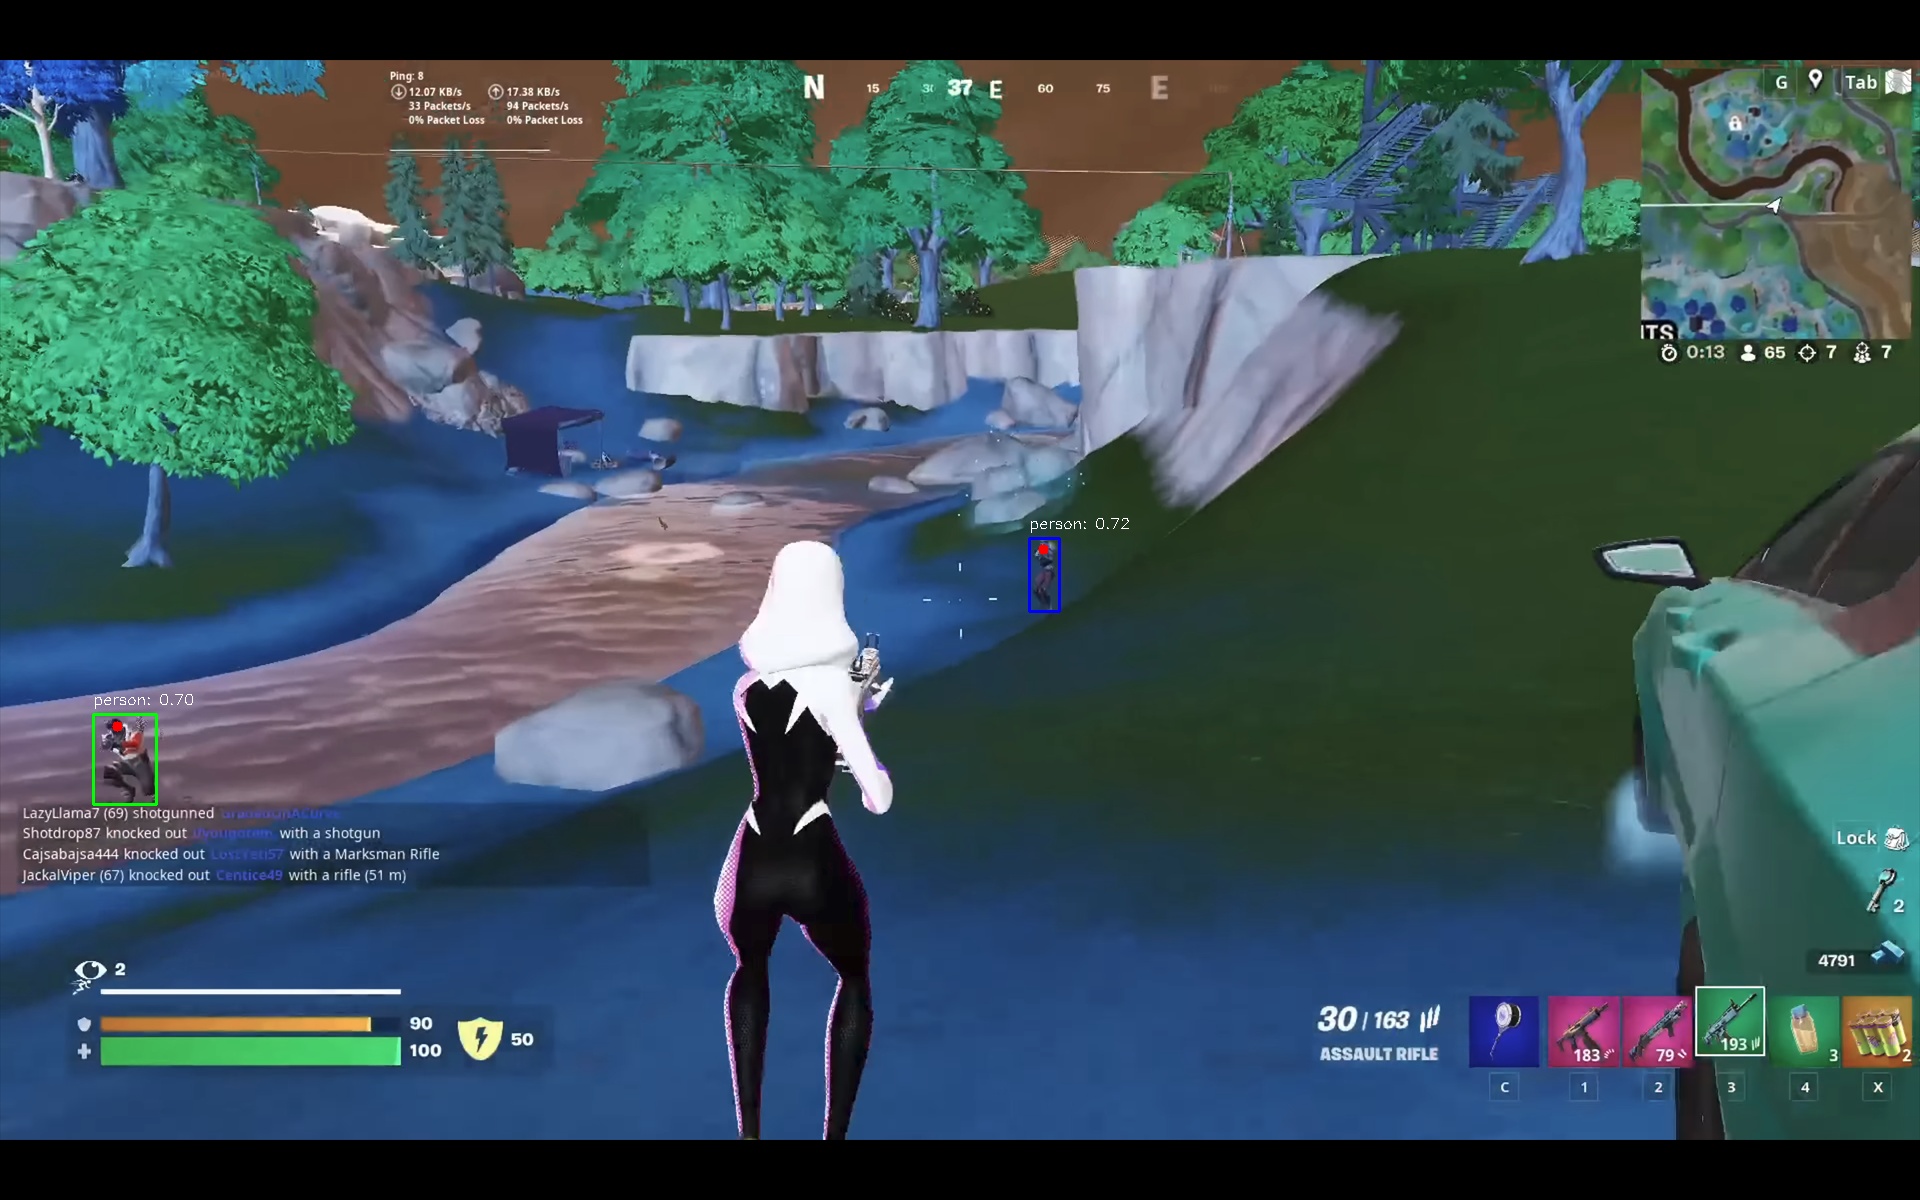 Ping: 8
12.07 KB/s 17.38 KB/s
33 Packets/s 94 Packets/s
0% Packet Loss 0% Packet Loss
N 15 37 E 60 75 E
G Tab
ITS
0:13 65 7 7
person: 0.72
person: 0.70
LazyLlama7 (69) shotgunned
Shotdrop87 knocked out with a shotgun
Cajsabajsa444 knocked out LostYeti57 with a Marksman Rifle
JackalViper (67) knocked out Centice49 with a rifle (51 m)
Lock
2
4791
2
90
100
50
30 / 163
ASSAULT RIFLE
183 79 193 3 2
C 1 2 3 4 X